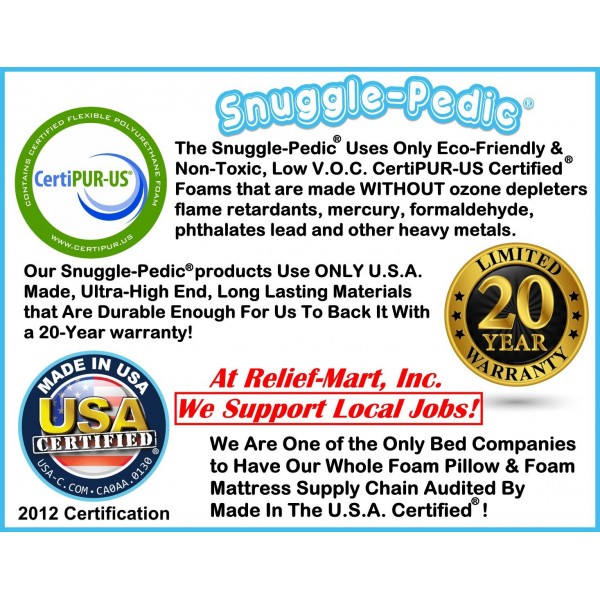 Snuggle-Pedic®
CONTAINS CERTIFIED FLEXIBLE POLYURETHANE FOAM
CertiPUR-US®
WWW.CERTIPUR.US
The Snuggle-Pedic® Uses Only Eco-Friendly &
Non-Toxic, Low V.O.C. CertiPUR-US Certified®
Foams that are made WITHOUT ozone depleters
flame retardants, mercury, formaldehyde,
phthalates lead and other heavy metals.
Our Snuggle-Pedic® products Use ONLY U.S.A.
Made, Ultra-High End, Long Lasting Materials
that Are Durable Enough For Us To Back It With
a 20-Year warranty!
LIMITED
20
YEAR
WARRANTY
MADE IN USA
USA
CERTIFIED
USA-C.COM•CA0AA.0130®
2012 Certification
At Relief-Mart, Inc.
We Support Local Jobs!
We Are One of the Only Bed Companies
to Have Our Whole Foam Pillow & Foam
Mattress Supply Chain Audited By
Made In The U.S.A. Certified®!